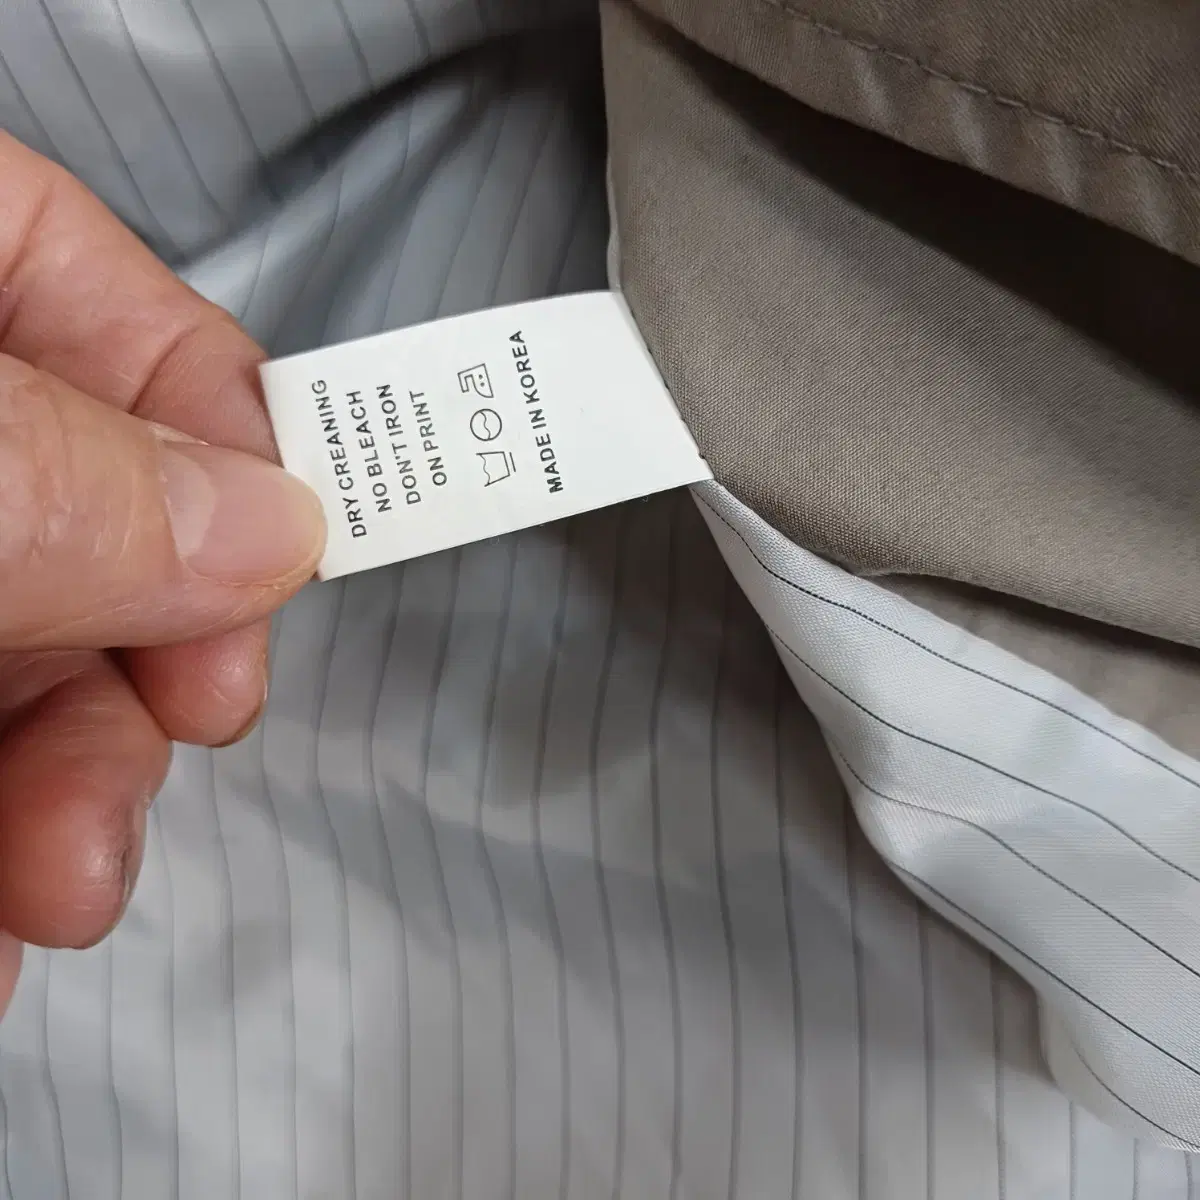 DRY CREANING
NO BLEACH
DON'T IRON
ON PRINT
MADE IN KOREA